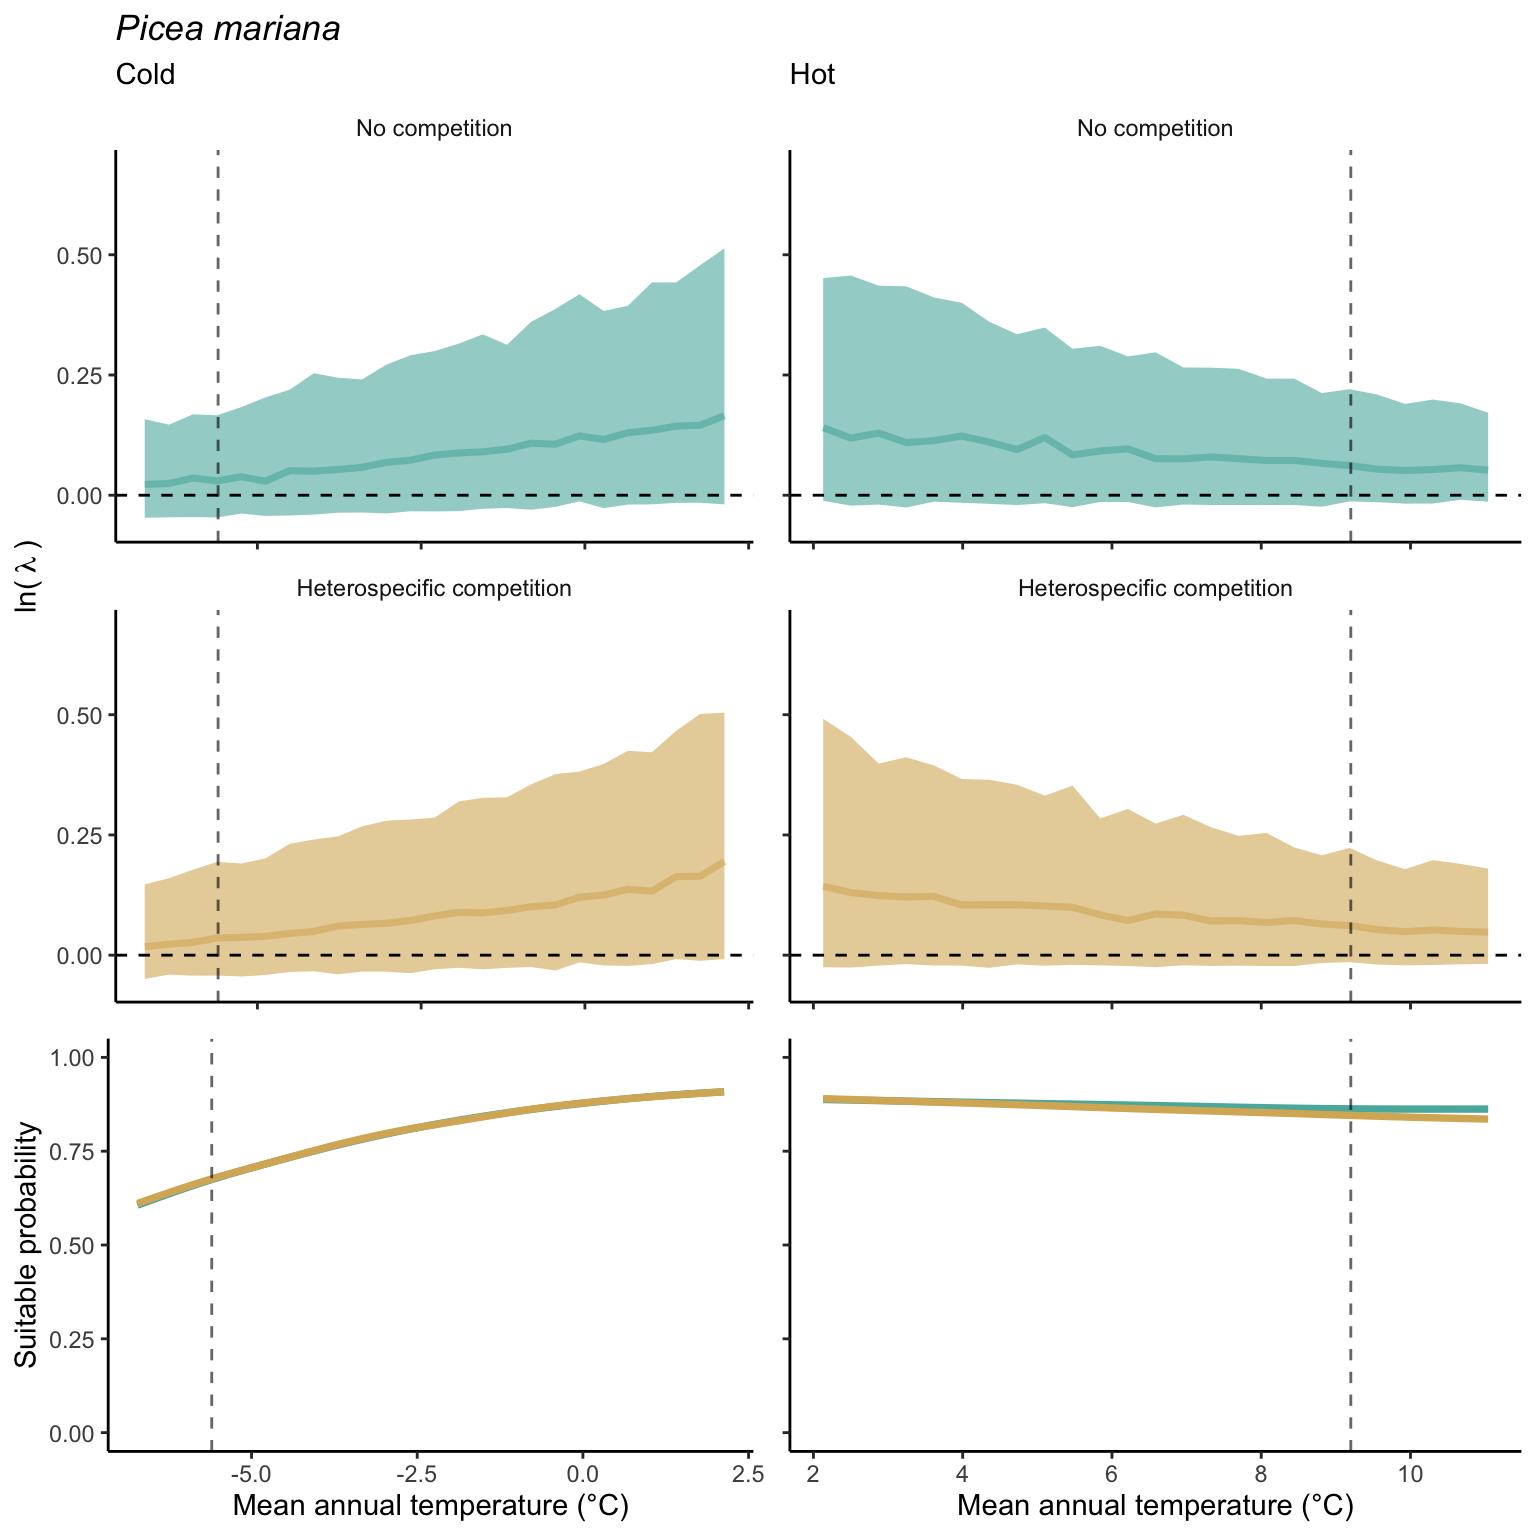 Picea mariana
Cold
Hot
No competition
No competition
0.50
0.25
0.00
ln( λ )
Heterospecific competition
Heterospecific competition
0.50
0.25
0.00
1.00
0.75
0.50
0.25
0.00
Suitable probability
-5.0
-2.5
0.0
2.5
2
4
6
8
10
Mean annual temperature (°C)
Mean annual temperature (°C)